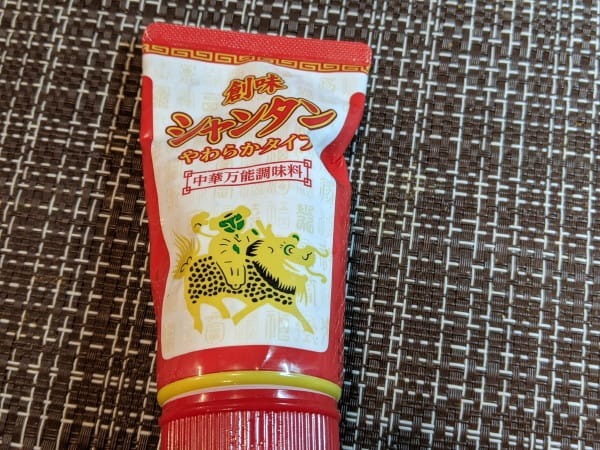 創味
シャンタン
やわらかタイプ
中華万能調味料